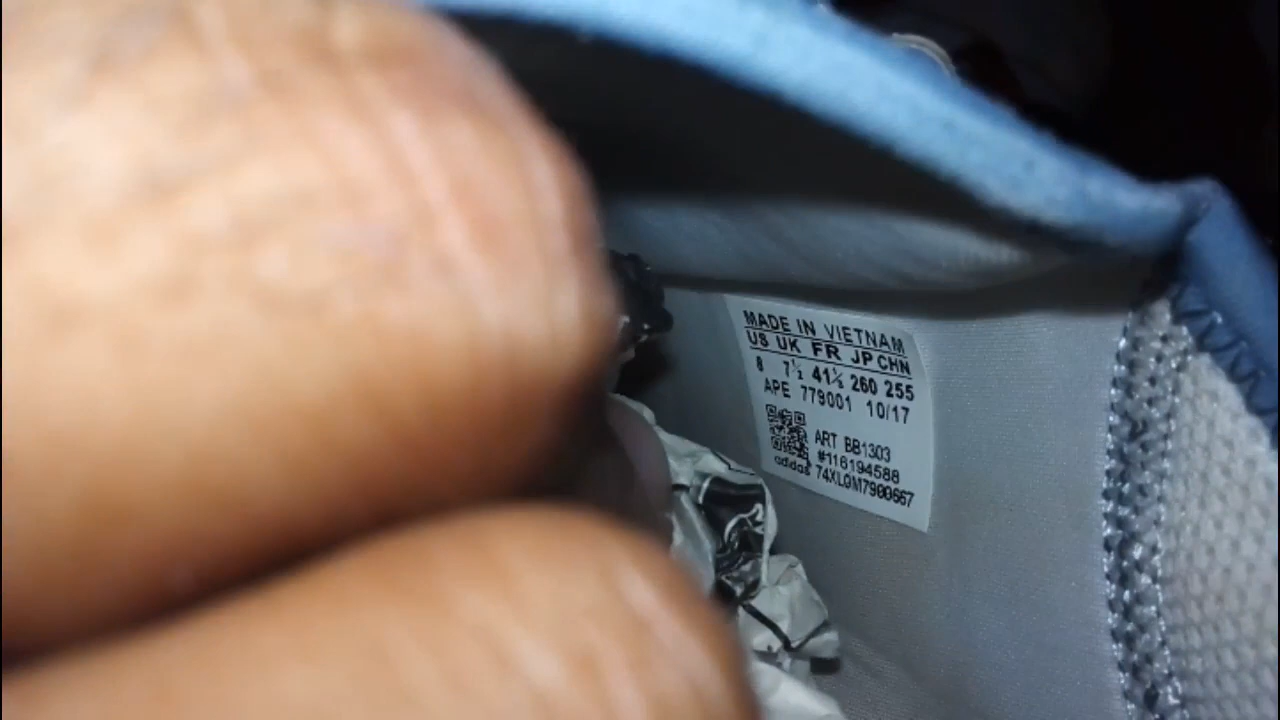 MADE IN VIETNAM
US UK FR JP CHN
8 7½ 41⅓ 260 255
APE 779001 10/17
ART BB1303
#116194588
adidas 74XLGM7900667